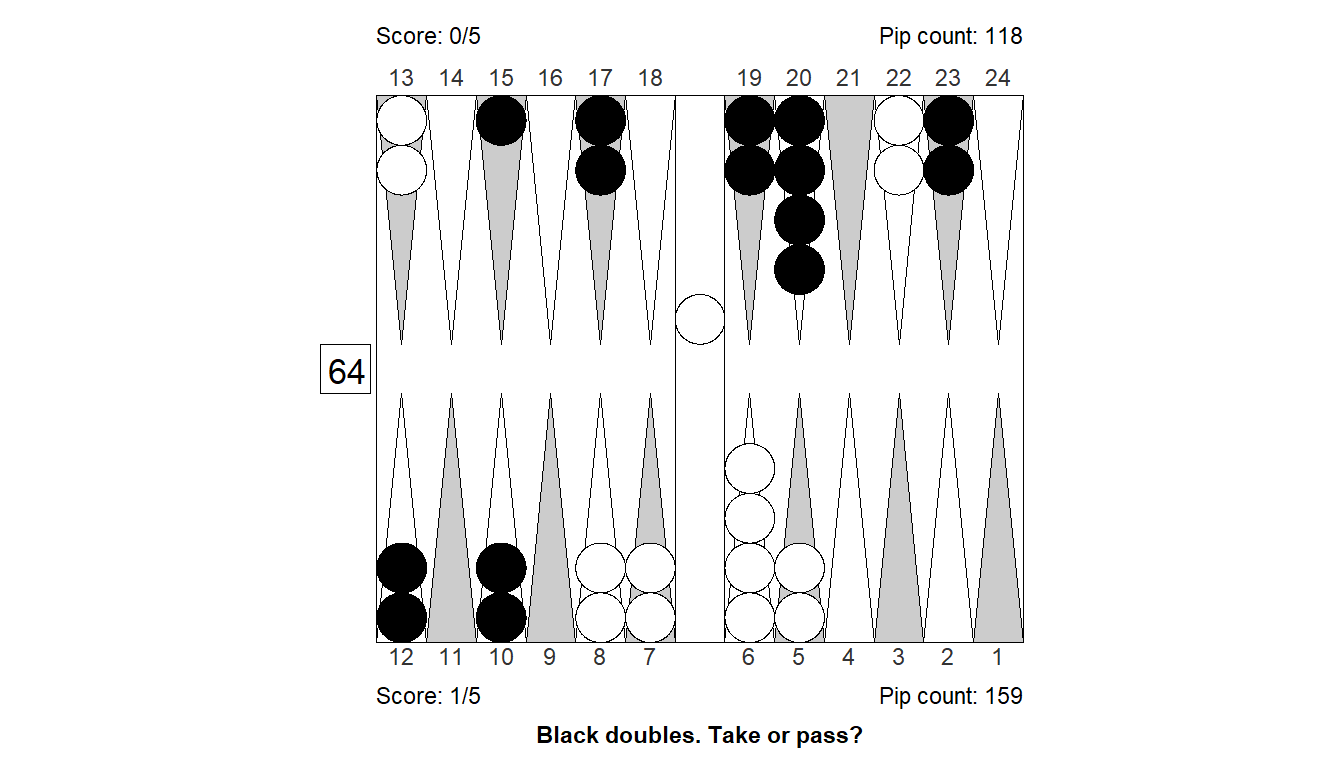 Score: 0/5 Pip count: 118
13 14 15 16 17 18 19 20 21 22 23 24
64
12 11 10 9 8 7 6 5 4 3 2 1
Score: 1/5 Pip count: 159
Black doubles. Take or pass?